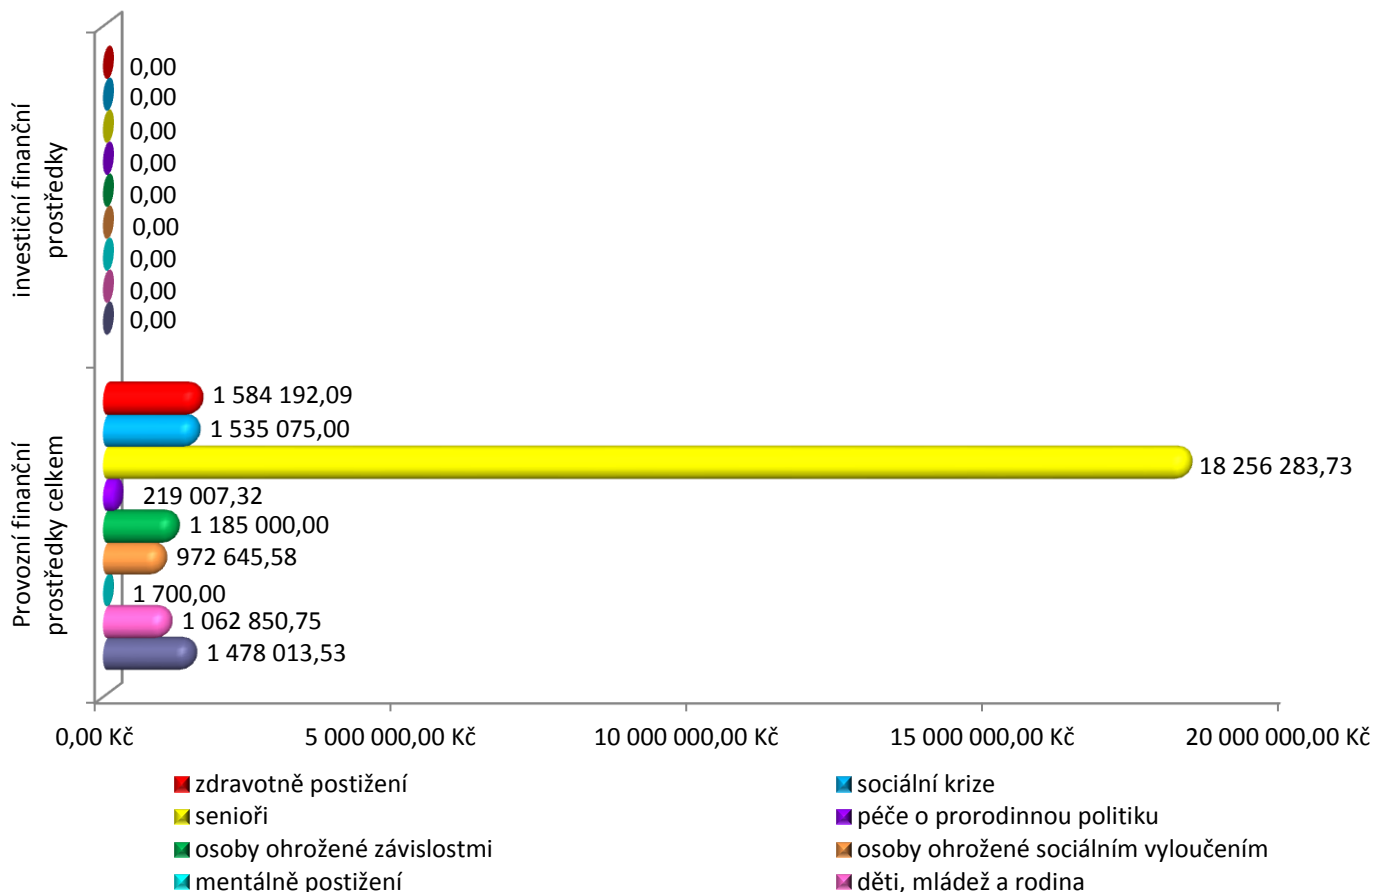 investiční finanční
prostředky
0,00
0,00
0,00
0,00
0,00
0,00
0,00
0,00
0,00
Provozní finanční
prostředky celkem
1 584 192,09
1 535 075,00
18 256 283,73
219 007,32
1 185 000,00
972 645,58
1 700,00
1 062 850,75
1 478 013,53
0,00 Kč
5 000 000,00 Kč
10 000 000,00 Kč
15 000 000,00 Kč
20 000 000,00 Kč
zdravotně postižení
sociální krize
senioři
péče o prorodinnou politiku
osoby ohrožené závislostmi
osoby ohrožené sociálním vyloučením
mentálně postižení
děti, mládež a rodina